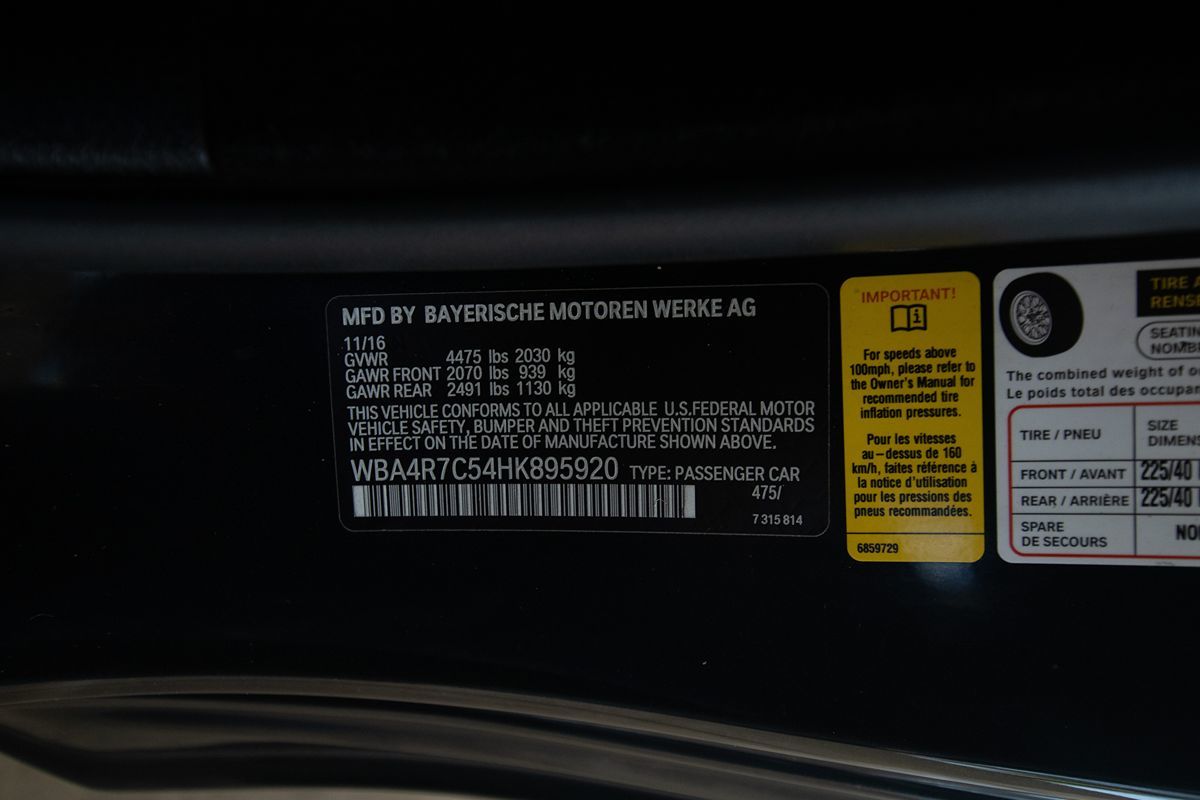 MFD BY BAYERISCHE MOTOREN WERKE AG
11/16
GVWR 4475 lbs 2030 kg
GAWR FRONT 2070 lbs 939 kg
GAWR REAR 2491 lbs 1130 kg
THIS VEHICLE CONFORMS TO ALL APPLICABLE U.S.FEDERAL MOTOR
VEHICLE SAFETY, BUMPER AND THEFT PREVENTION STANDARDS
IN EFFECT ON THE DATE OF MANUFACTURE SHOWN ABOVE.
WBA4R7C54HK895920 TYPE: PASSENGER CAR
475/
7 315 814
IMPORTANT!
For speeds above
100mph, please refer to
the Owner's Manual for
recommended tire
inflation pressures.
Pour les vitesses
au-dessus de 160
km/h, faites référence à
la notice d'utilisation
pour les pressions des
pneus recommandées.
6859729
TIRE
RENS
SEATIN
NOMB
The combined weight of
Le poids total des occupan
TIRE / PNEU
SIZE
DIMEN
FRONT / AVANT 225/40
REAR / ARRIÈRE 225/40
SPARE
DE SECOURS